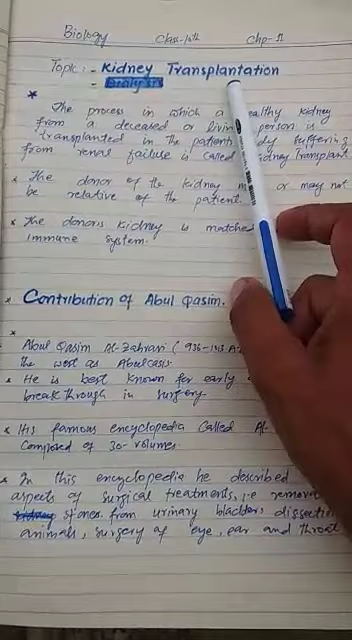 Biology Class-10th Chp-11
Topic:- Kidney Transplantation
The process in which a healthy kidney
from a deceased or living person is
transplanted in the patient's body suffering
from renal failure is called kidney transplant
* The donor of the kidney or may not
be relative of the patient.
* The donor's kidney is matched
immune system.
* Contribution of Abul Qasim.
*
Abul Qasim Al-Zahravi (936-1013 A.
the west as Abulcasis.
* He is best known for early
breakthrough in surgery.
* His famous encyclopedia Called Al-
Composed of 30 volumes.
* In this encyclopedia he described
aspects of surgical treatments, i.e remov
stones from urinary bladder, dissection
animals, surgery of eye, ear and throat